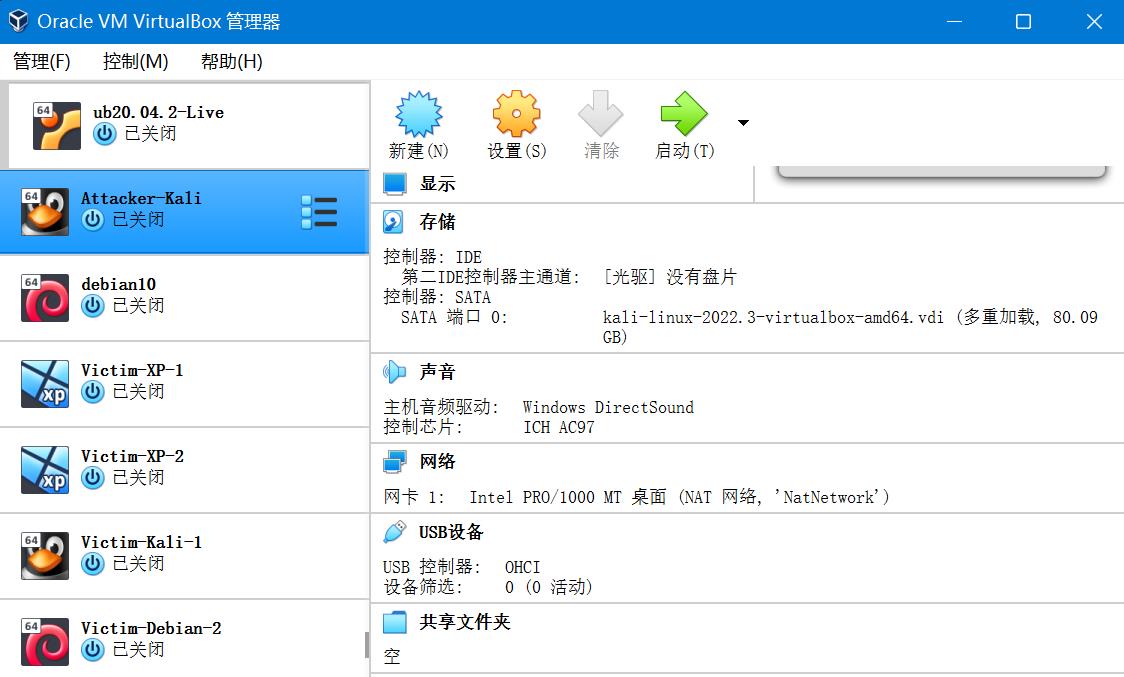 Oracle VM VirtualBox 管理器
管理(F) 控制(M) 帮助(H)
64
ub20.04.2-Live
已关闭
64
Attacker-Kali
已关闭
64
debian10
已关闭
xp
Victim-XP-1
已关闭
xp
Victim-XP-2
已关闭
64
Victim-Kali-1
已关闭
64
Victim-Debian-2
已关闭
新建(N) 设置(S) 清除 启动(T)
显示
存储
控制器: IDE
第二IDE控制器主通道: [光驱] 没有盘片
控制器: SATA
SATA 端口 0: kali-linux-2022.3-virtualbox-amd64.vdi (多重加载, 80.09
GB)
声音
主机音频驱动: Windows DirectSound
控制芯片: ICH AC97
网络
网卡 1: Intel PRO/1000 MT 桌面 (NAT 网络, 'NatNetwork')
USB设备
USB 控制器: OHCI
设备筛选: 0 (0 活动)
共享文件夹
空